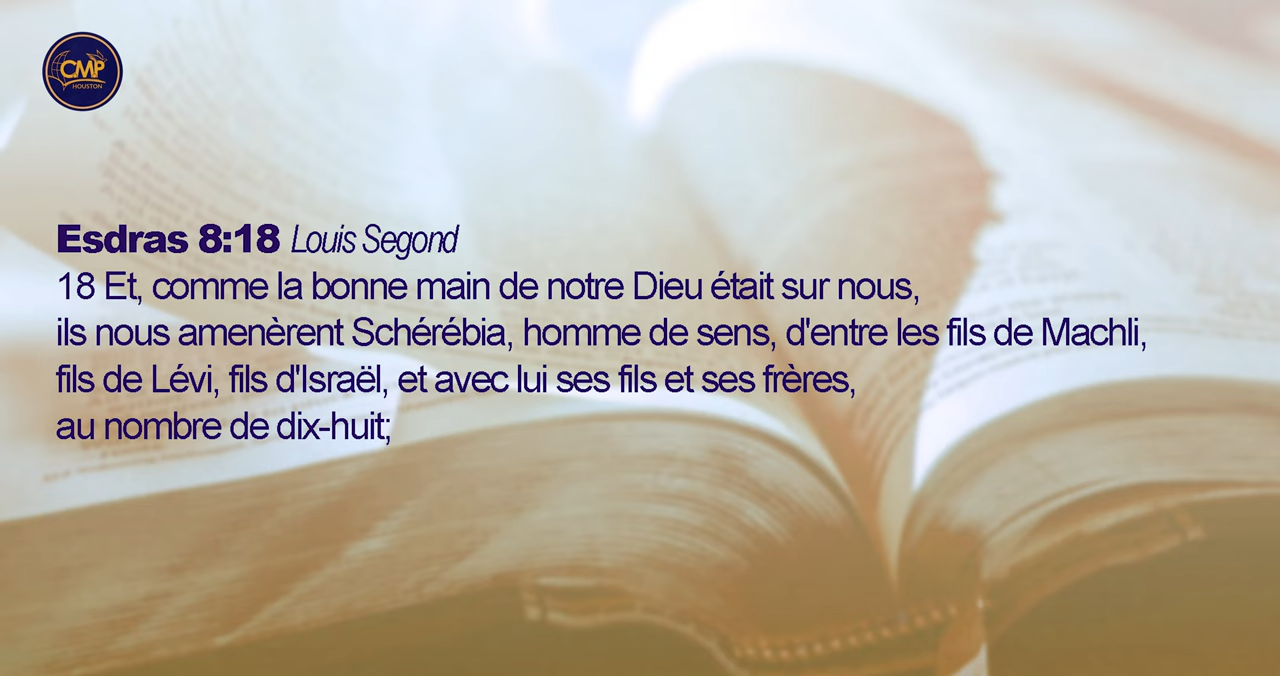 CMP
HOUSTON
Esdras 8:18 Louis Segond
18 Et, comme la bonne main de notre Dieu était sur nous,
ils nous amenèrent Schérébia, homme de sens, d'entre les fils de Machli,
fils de Lévi, fils d'Israël, et avec lui ses fils et ses frères,
au nombre de dix-huit;